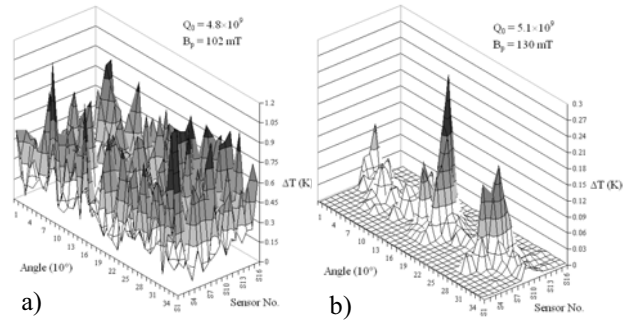 Q₀ = 4.8×10⁹
Bₚ = 102 mT
1.2
1.05
0.9
0.75
0.6
0.45
0.3
0.15
0
ΔT (K)
1
4
7
10
13
16
19
22
25
28
31
34
Angle (10°)
S1
S4
S7
S10
S13
S16
Sensor No.
a)
Q₀ = 5.1×10⁹
Bₚ = 130 mT
0.3
0.27
0.24
0.21
0.18
0.15
0.12
0.09
0.06
0.03
0
ΔT (K)
1
4
7
10
13
16
19
22
25
28
31
34
Angle (10°)
S1
S4
S7
S10
S13
S16
Sensor No.
b)